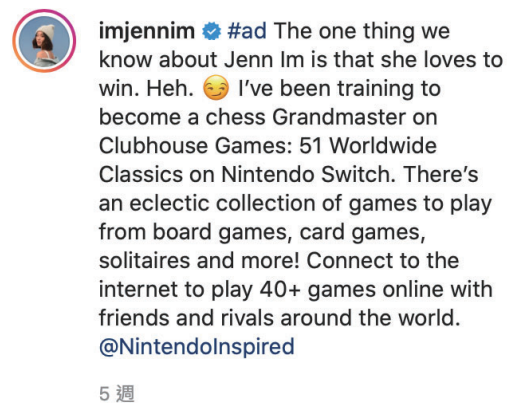 imjennim #ad The one thing we
know about Jenn Im is that she loves to
win. Heh. 😏 I’ve been training to
become a chess Grandmaster on
Clubhouse Games: 51 Worldwide
Classics on Nintendo Switch. There’s
an eclectic collection of games to play
from board games, card games,
solitaires and more! Connect to the
internet to play 40+ games online with
friends and rivals around the world.
@NintendoInspired
5 週